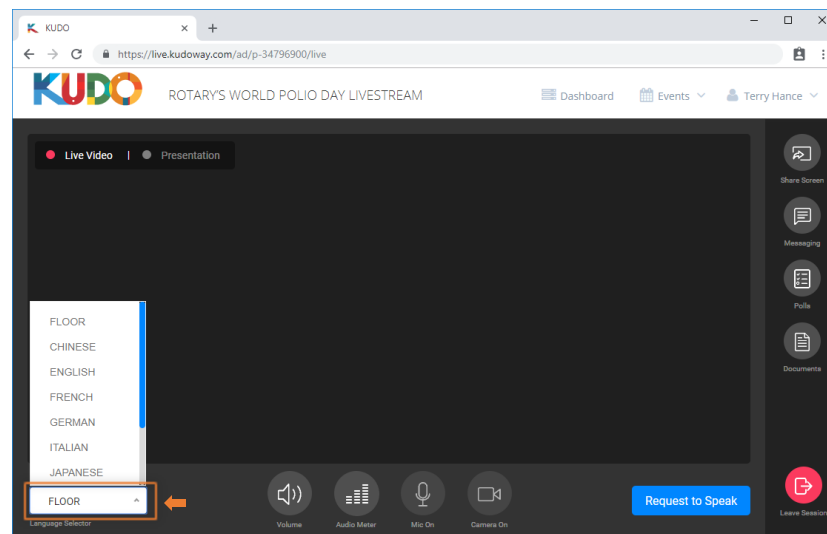 KUDO
https://live.kudoway.com/ad/p-34796900/live
KUDO
ROTARY'S WORLD POLIO DAY LIVESTREAM
Dashboard
Events
Terry Hance
Live Video | Presentation
Share Screen
Messaging
Polls
Documents
FLOOR
CHINESE
ENGLISH
FRENCH
GERMAN
ITALIAN
JAPANESE
FLOOR
Language Selector
Volume
Audio Meter
Mic On
Camera On
Request to Speak
Leave Session